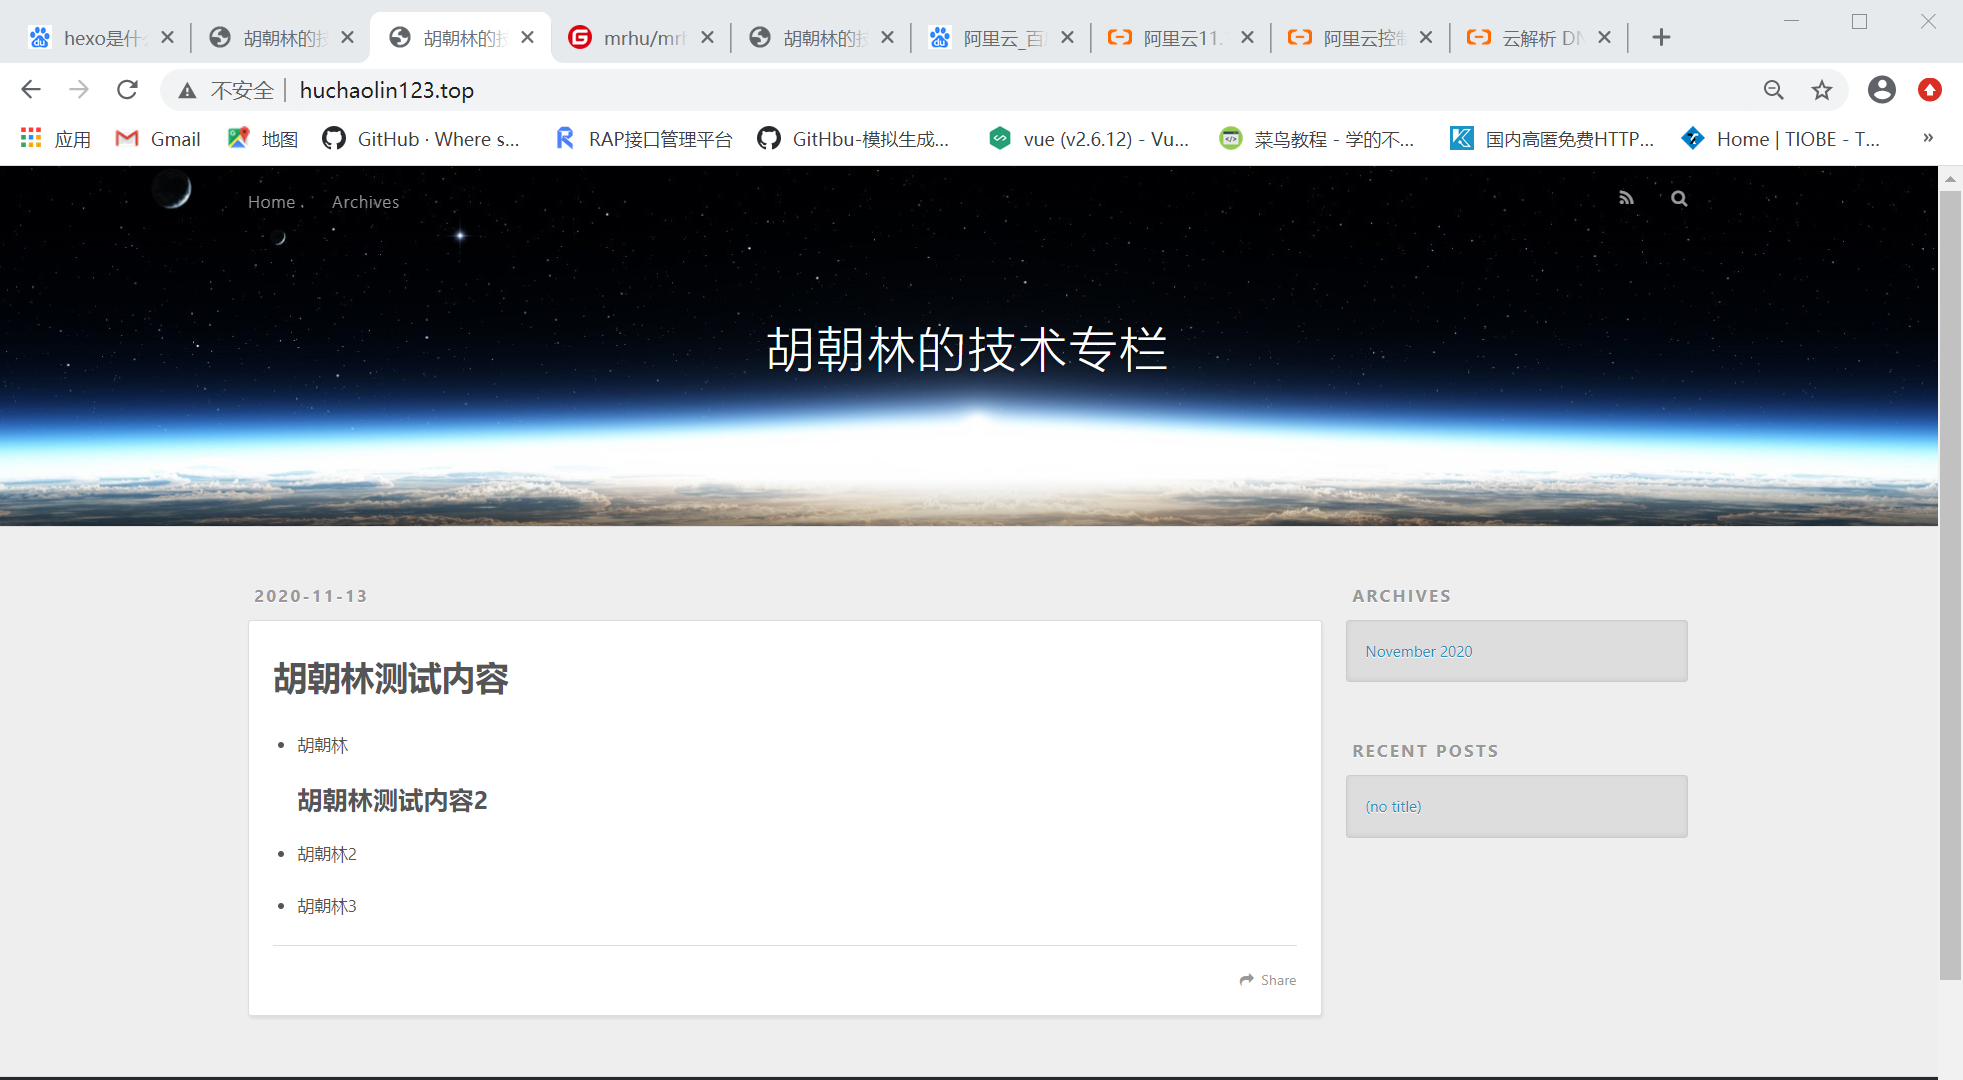 hexo是什
胡朝林的
胡朝林的
mrhu/mr
胡朝林的
阿里云_百
阿里云11.
阿里云控制
云解析 DN
不安全 | huchaolin123.top
应用 Gmail 地图 GitHub · Where s... RAP接口管理平台 GitHbu-模拟生成... vue (v2.6.12) - Vu... 菜鸟教程 - 学的不... 国内高匿免费HTTP... Home | TIOBE - T... »
Home Archives
胡朝林的技术专栏
2020-11-13
胡朝林测试内容
胡朝林
胡朝林测试内容2
胡朝林2
胡朝林3
Share
ARCHIVES
November 2020
RECENT POSTS
(no title)